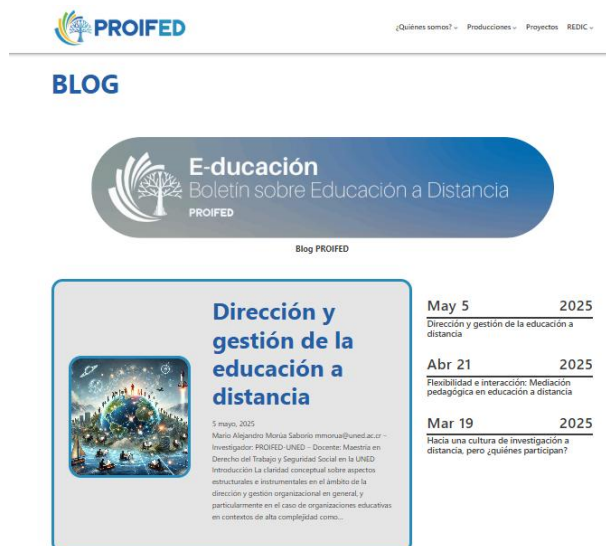 PROIFED
¿Quiénes somos? Producciones Proyectos REDIC
BLOG
E-ducación
Boletín sobre Educación a Distancia
PROIFED
Blog PROIFED
Dirección y
gestión de la
educación a
distancia
5 mayo, 2025
Mario Alejandro Morúa Saborío mmorua@uned.ac.cr –
Investigador: PROIFED-UNED – Docente: Maestría en
Derecho del Trabajo y Seguridad Social en la UNED
Introducción La claridad conceptual sobre aspectos
estructurales e instrumentales en el ámbito de la
dirección y gestión organizacional en general, y
particularmente en el caso de organizaciones educativas
en contextos de alta complejidad como...
May 5 2025
Dirección y gestión de la educación a
distancia
Abr 21 2025
Flexibilidad e interacción: Mediación
pedagógica en educación a distancia
Mar 19 2025
Hacia una cultura de investigación a
distancia, pero ¿quiénes participan?